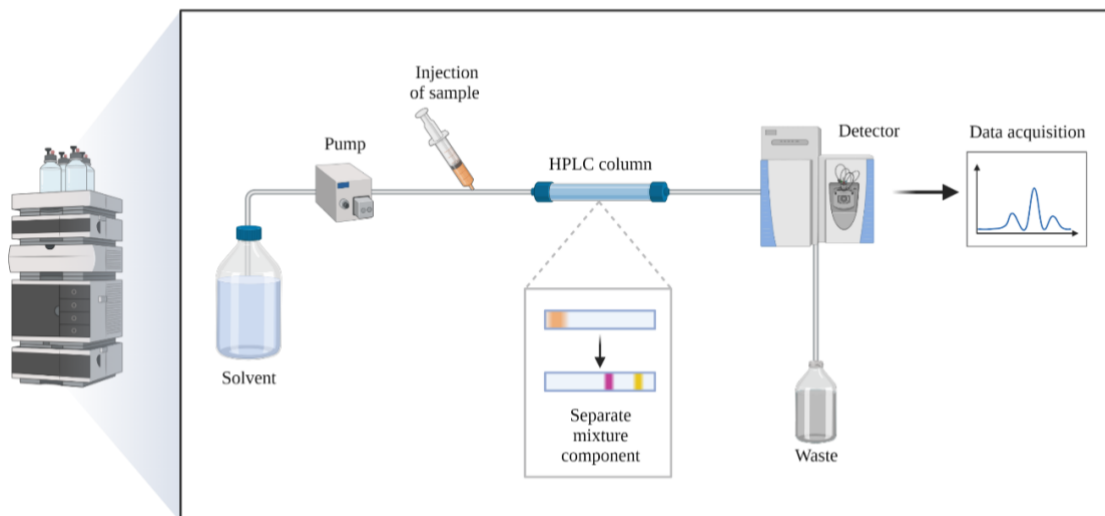 Injection
of sample
Pump
HPLC column
Detector
Data acquisition
Solvent
Separate
mixture
component
Waste